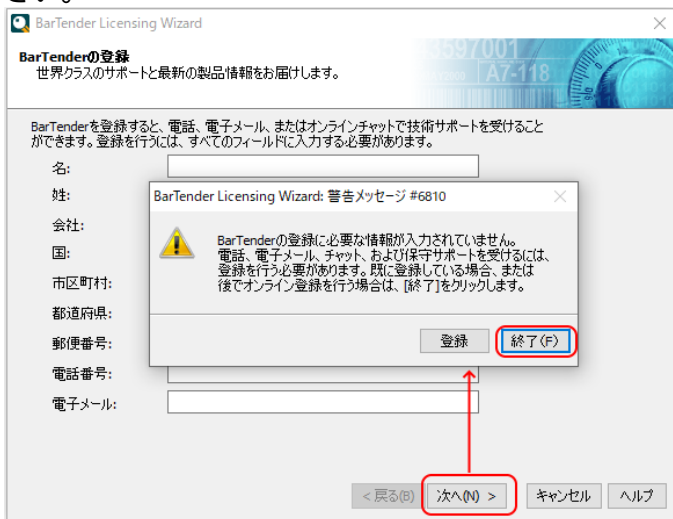 さい。
BarTender Licensing Wizard
BarTenderの登録
世界クラスのサポートと最新の製品情報をお届けします。
3597001
A7-118
BarTenderを登録すると、電話、電子メール、またはオンラインチャットで技術サポートを受けること
ができます。登録を行うには、すべてのフィールドに入力する必要があります。
名:
姓:
会社:
国:
市区町村:
都道府県:
郵便番号:
電話番号:
電子メール:
BarTender Licensing Wizard: 警告メッセージ #6810
BarTenderの登録に必要な情報が入力されていません。
電話、電子メール、チャット、および保守サポートを受けるには、
登録を行う必要があります。既に登録している場合、または
後でオンライン登録を行う場合は、[終了]をクリックします。
登録 終了(F)
< 戻る(B) 次へ(N) > キャンセル ヘルプ